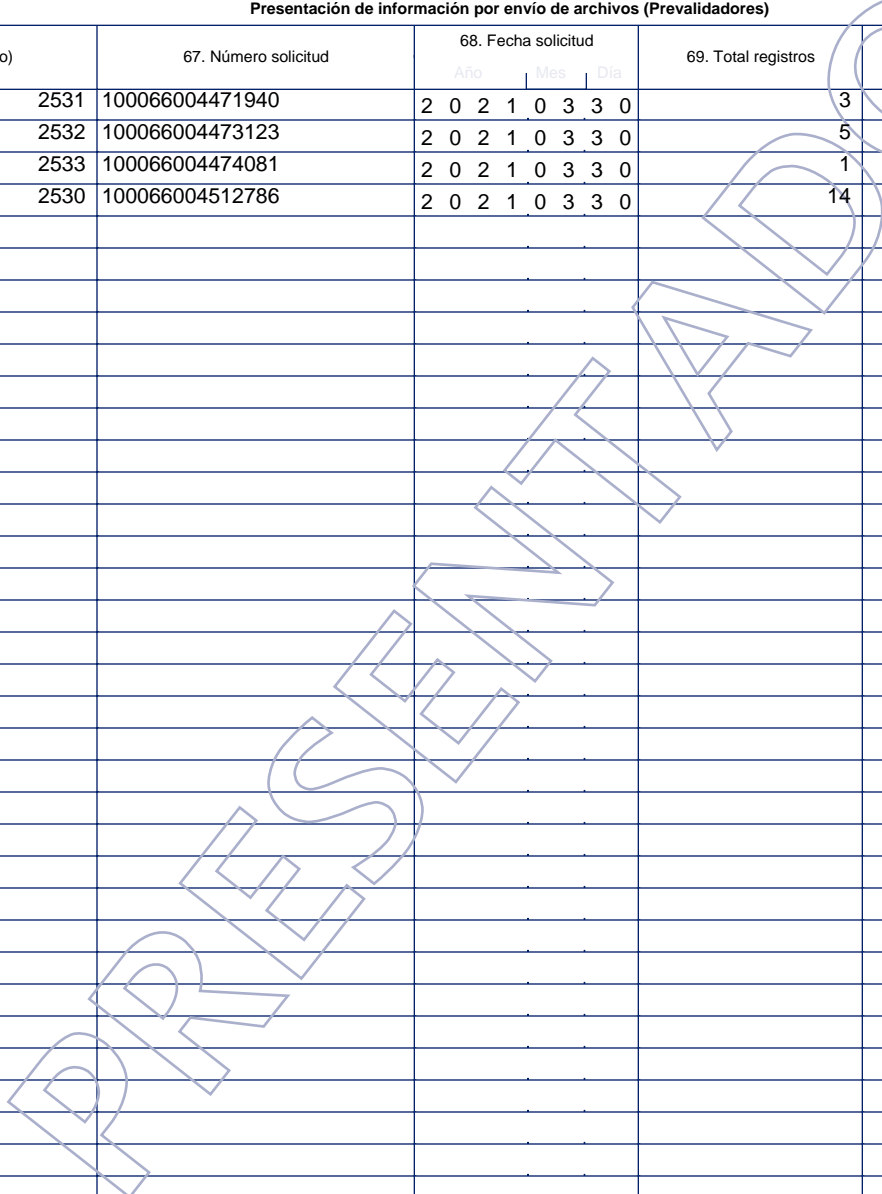 Presentación de información por envío de archivos (Prevalidadores)
o) 67. Número solicitud 68. Fecha solicitud 69. Total registros
Año Mes Día
2531 100066004471940 2 0 2 1 0 3 3 0 3
2532 100066004473123 2 0 2 1 0 3 3 0 5
2533 100066004474081 2 0 2 1 0 3 3 0 1
2530 100066004512786 2 0 2 1 0 3 3 0 14
PRESENTADO